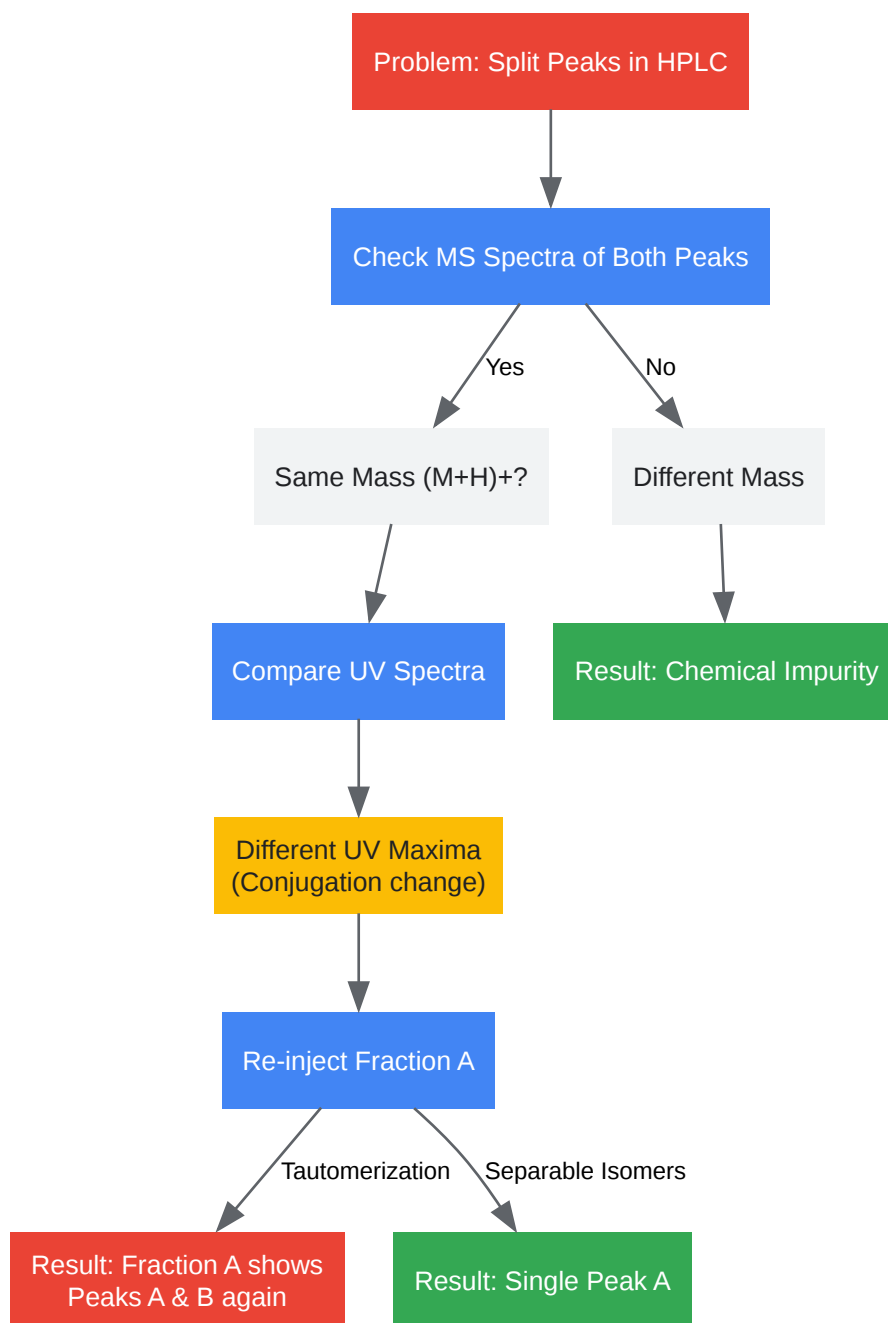 Problem: Split Peaks in HPLC
Check MS Spectra of Both Peaks
Yes
No
Same Mass (M+H)+?
Different Mass
Compare UV Spectra
Result: Chemical Impurity
Different UV Maxima
(Conjugation change)
Re-inject Fraction A
Tautomerization
Separable Isomers
Result: Fraction A shows
Peaks A & B again
Result: Single Peak A